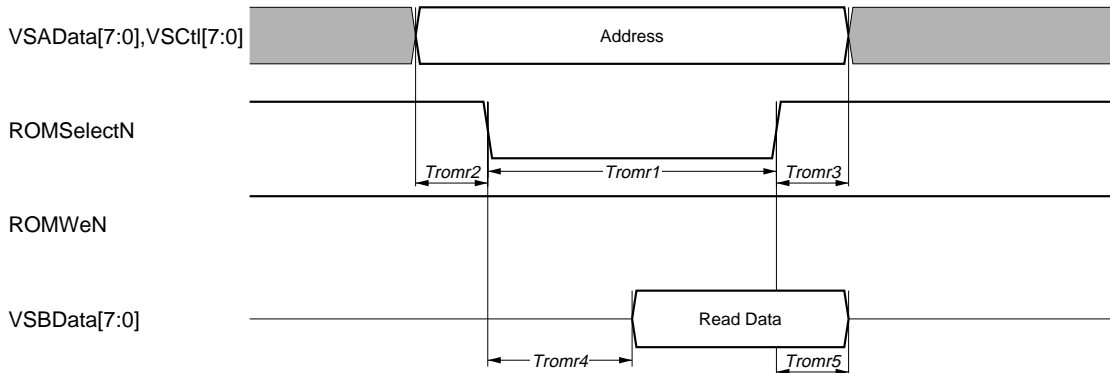 VSAData[7:0],VSCtl[7:0]
Address
ROMSelectN
Tromr2
Tromr1
Tromr3
ROMWeN
VSBData[7:0]
Read Data
Tromr4
Tromr5